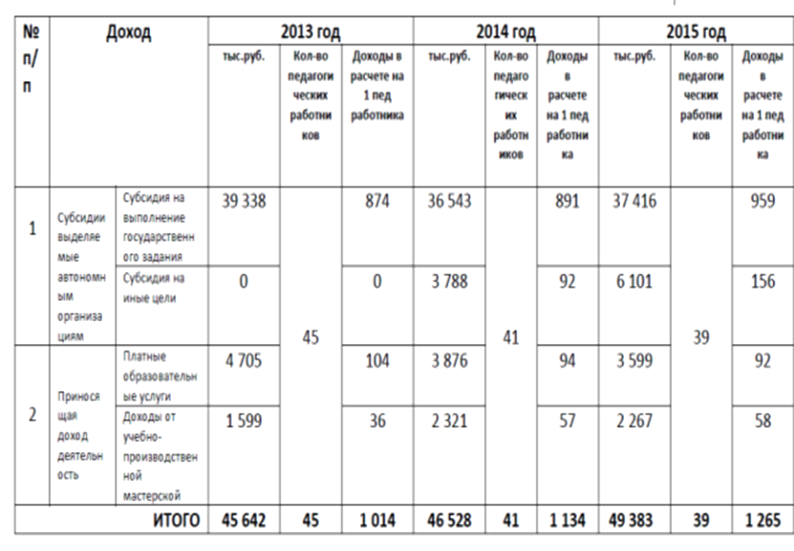 № п/п Доход 2013 год 2014 год 2015 год
тыс.руб. Кол-во педагогических работников Доходы в расчете на 1 пед работника тыс.руб. Кол-во педагогических работников Доходы в расчете на 1 пед работника тыс.руб. Кол-во педагогических работников Доходы в расчете на 1 пед работника
1 Субсидии выделяемые автономным организациям Субсидия на выполнение государственного задания 39 338 45 874 36 543 41 891 37 416 39 959
Субсидия на иные цели 0 0 3 788 92 6 101 156
2 Приносящая доход деятельность Платные образовательные услуги 4 705 104 3 876 94 3 599 92
Доходы от учебно-производственной мастерской 1 599 36 2 321 57 2 267 58
ИТОГО 45 642 45 1 014 46 528 41 1 134 49 383 39 1 265